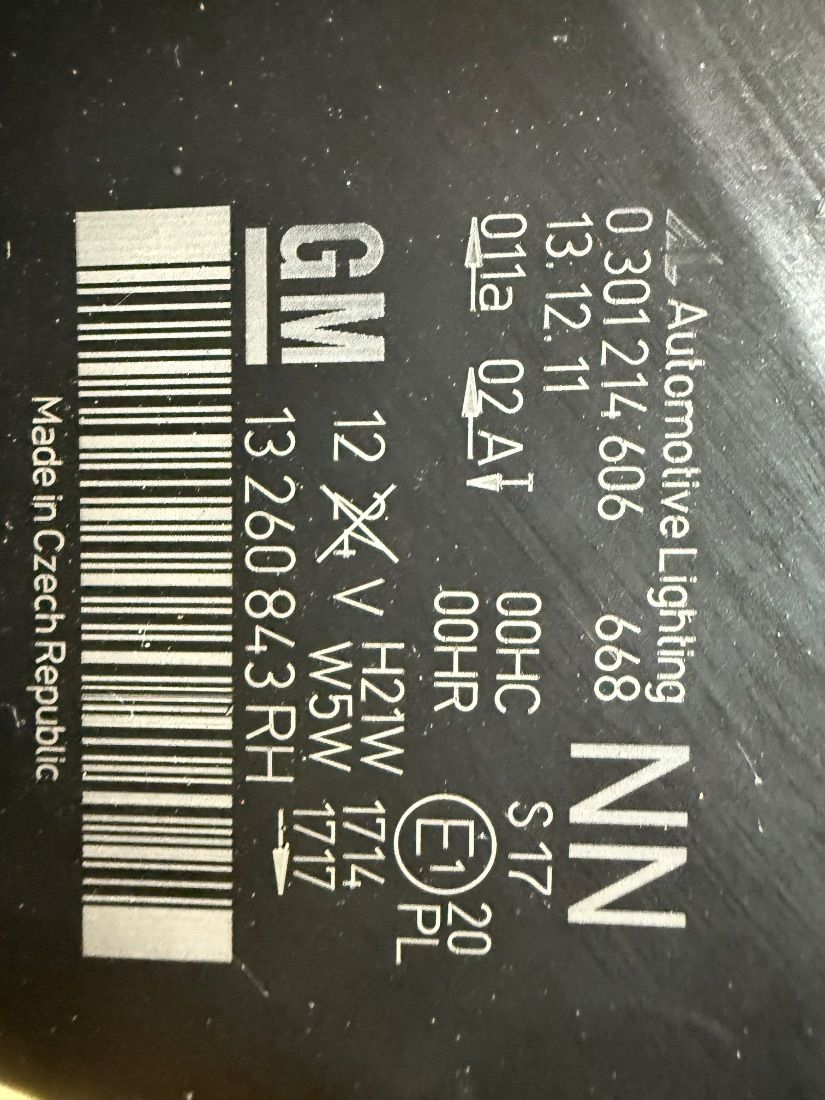 Automotive Lighting
0 301 214 606 668 NN
13.12.11
011a 02A 00HC S17
00HR E1 20
PL
GM 12 24 V H21W 1714
W5W 1717
13 260 843 RH
Made in Czech Republic